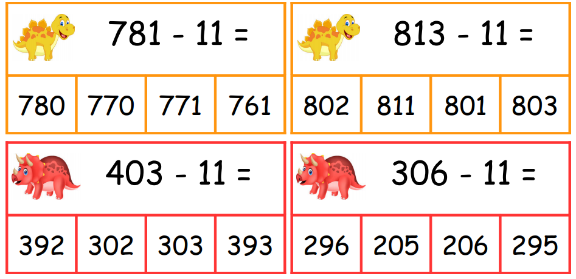 781 - 11 =
780 770 771 761
813 - 11 =
802 811 801 803
403 - 11 =
392 302 303 393
306 - 11 =
296 205 206 295